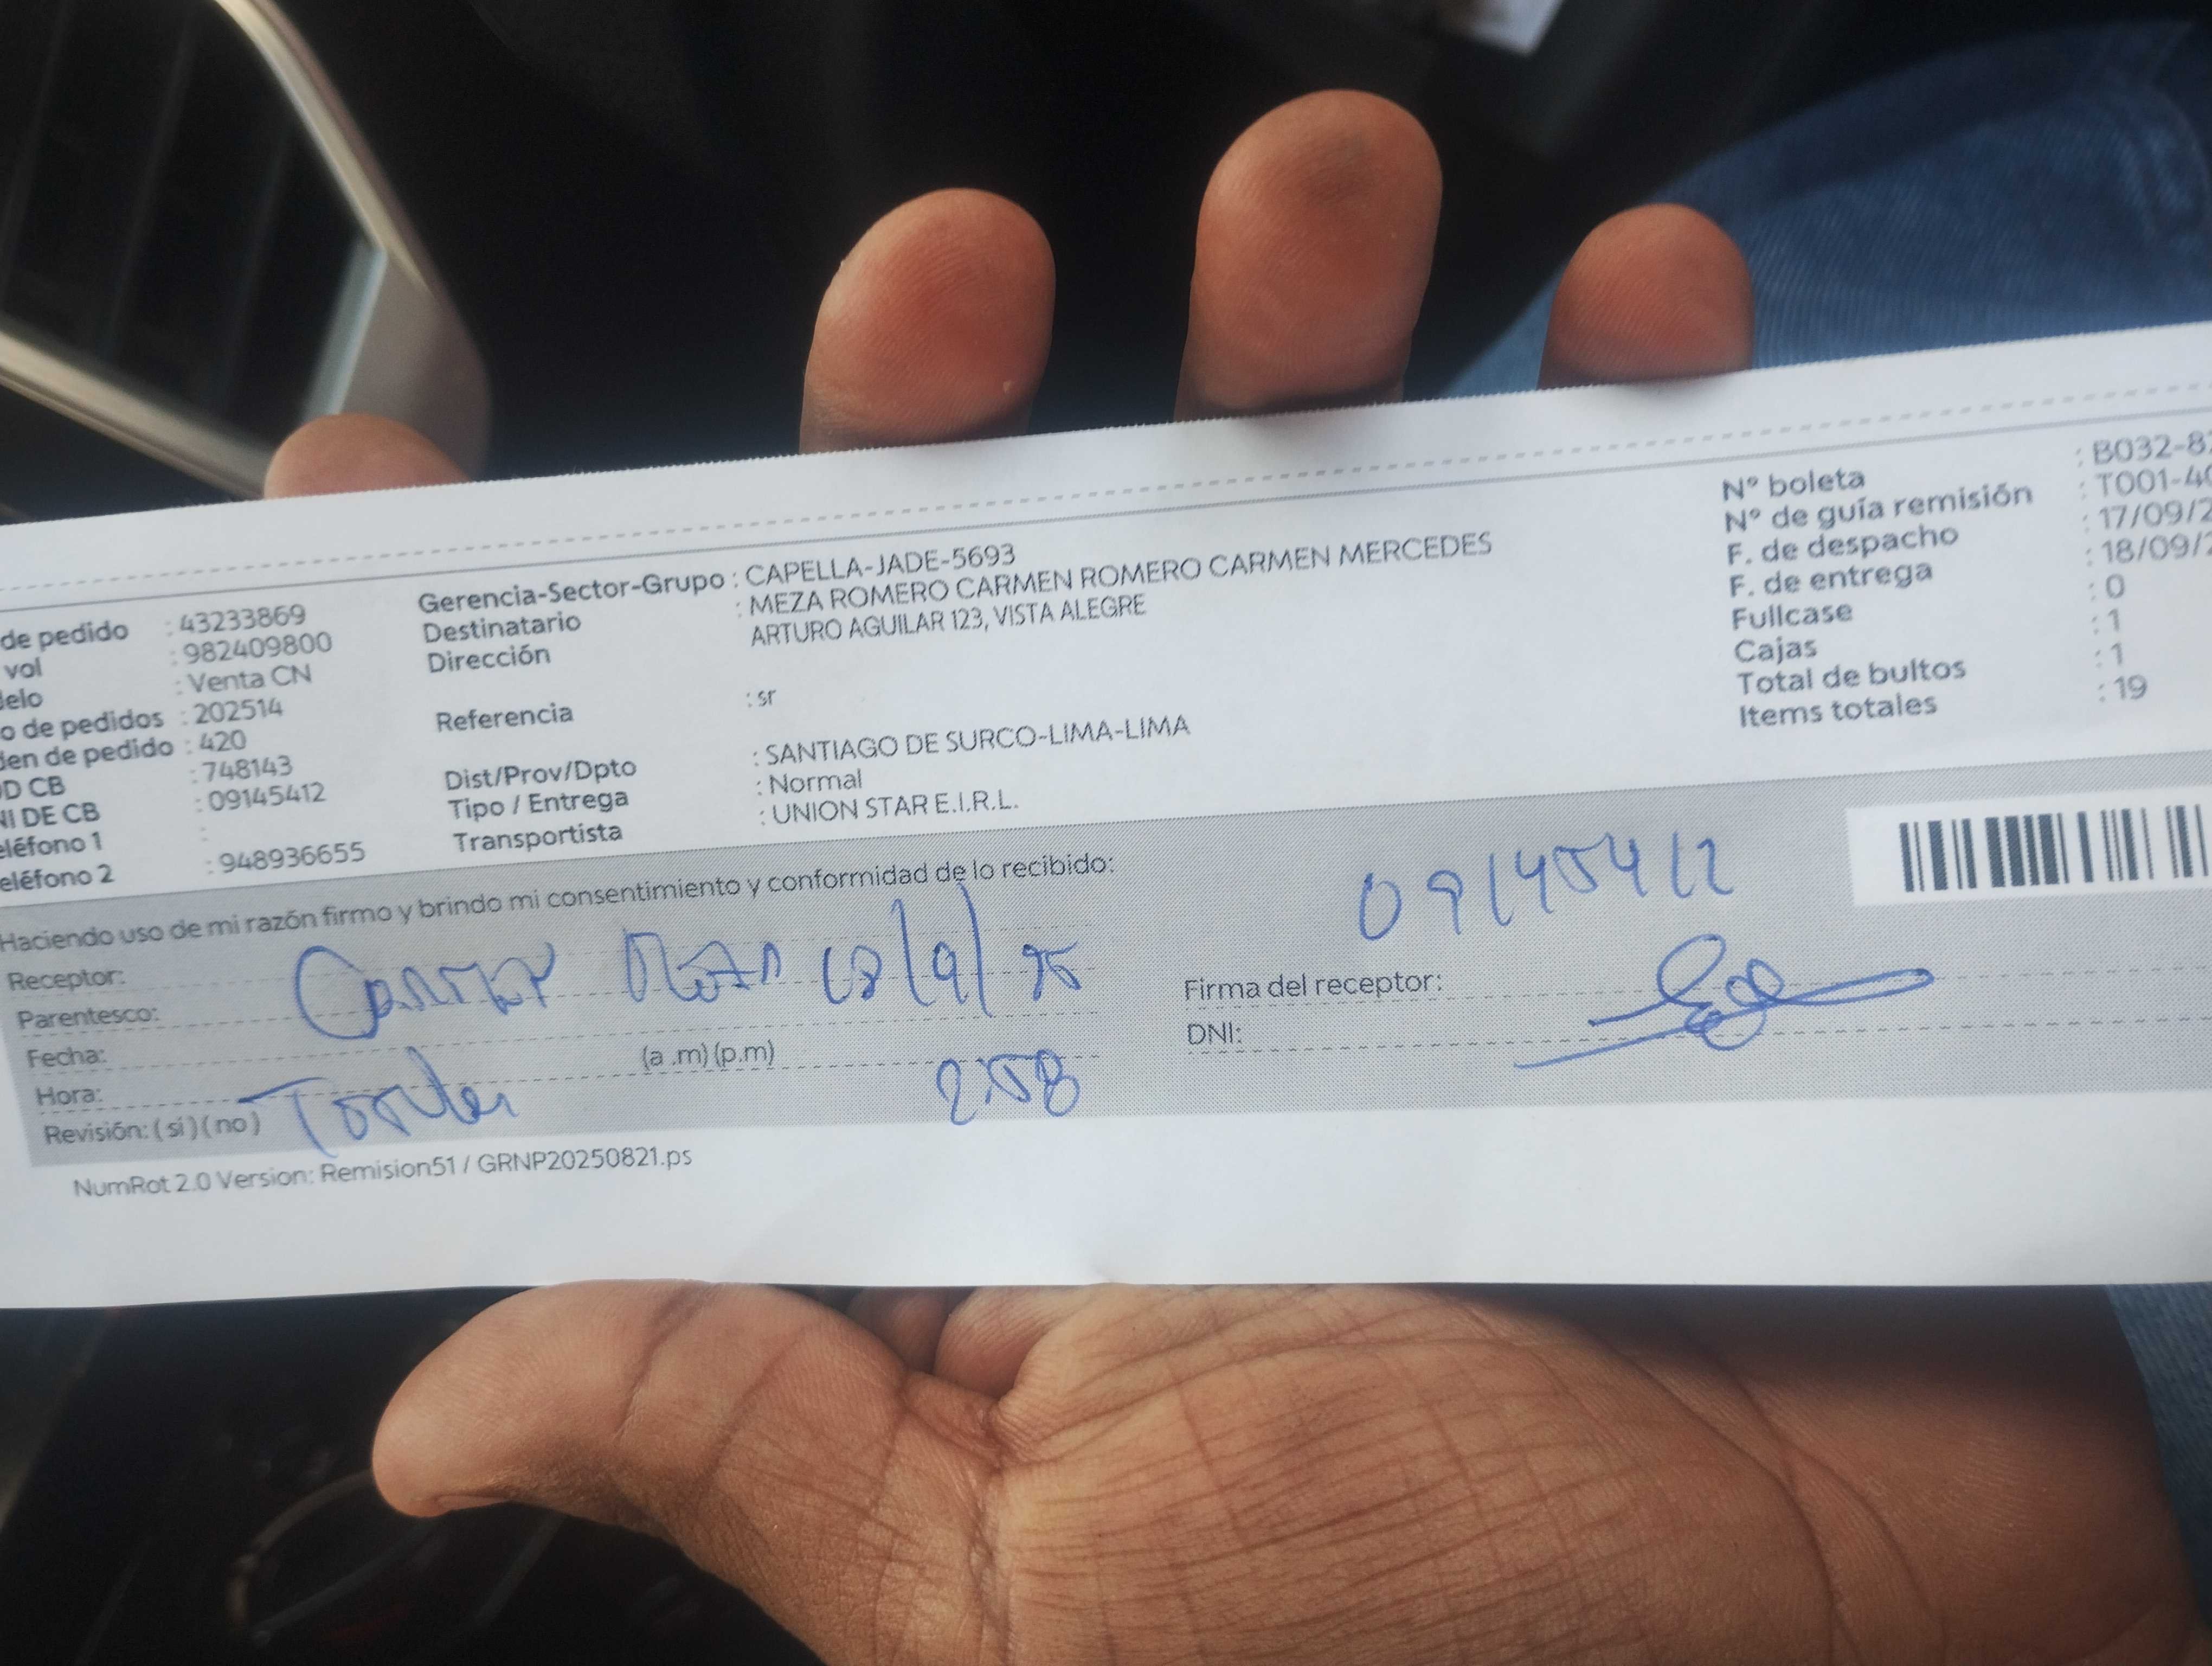 de pedido : 43233869
vol : 982409800
elo : Venta CN
o de pedidos : 202514
den de pedido : 420
D CB : 748143
NI DE CB : 09145412
eléfono 1 :
eléfono 2 : 948936655
Gerencia-Sector-Grupo : CAPELLA-JADE-5693
Destinatario : MEZA ROMERO CARMEN ROMERO CARMEN MERCEDES
Dirección ARTURO AGUILAR 123, VISTA ALEGRE
Referencia : sr
Dist/Prov/Dpto : SANTIAGO DE SURCO-LIMA-LIMA
Tipo / Entrega : Normal
Transportista : UNION STAR E.I.R.L.
N° boleta : B032-8
N° de guía remisión : T001-4
F. de despacho : 17/09/2
F. de entrega : 18/09/2
Fullcase : 0
Cajas : 1
Total de bultos : 1
Items totales : 19
Haciendo uso de mi razón firmo y brindo mi consentimiento y conformidad de lo recibido:
Receptor: Carmen Meza 18/9/25
Parentesco:
Fecha:
Hora: (a .m) (p.m) 2:58
Revisión: ( si ) ( no ) Titular
09145412
Firma del receptor:
DNI:
NumRot 2.0 Version: Remision51 / GRNP20250821.ps